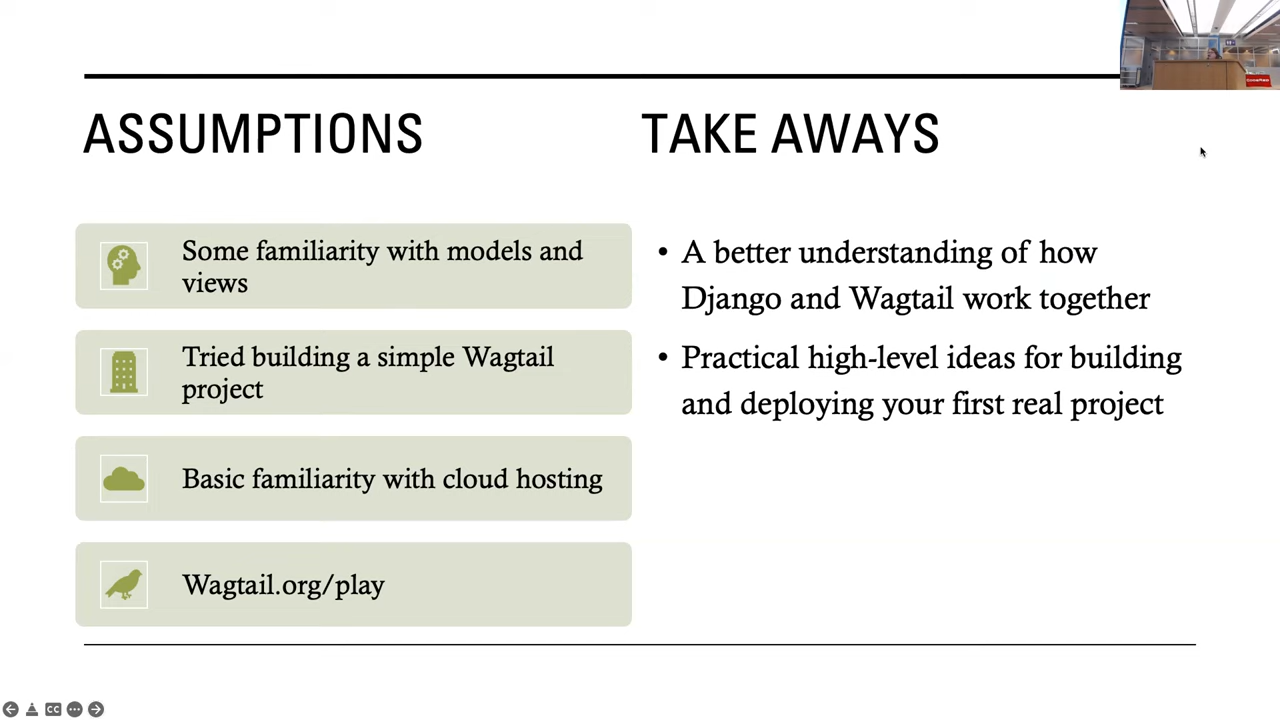 ASSUMPTIONS
Some familiarity with models and
views
Tried building a simple Wagtail
project
Basic familiarity with cloud hosting
Wagtail.org/play
TAKE AWAYS
• A better understanding of how
Django and Wagtail work together
• Practical high-level ideas for building
and deploying your first real project
CC